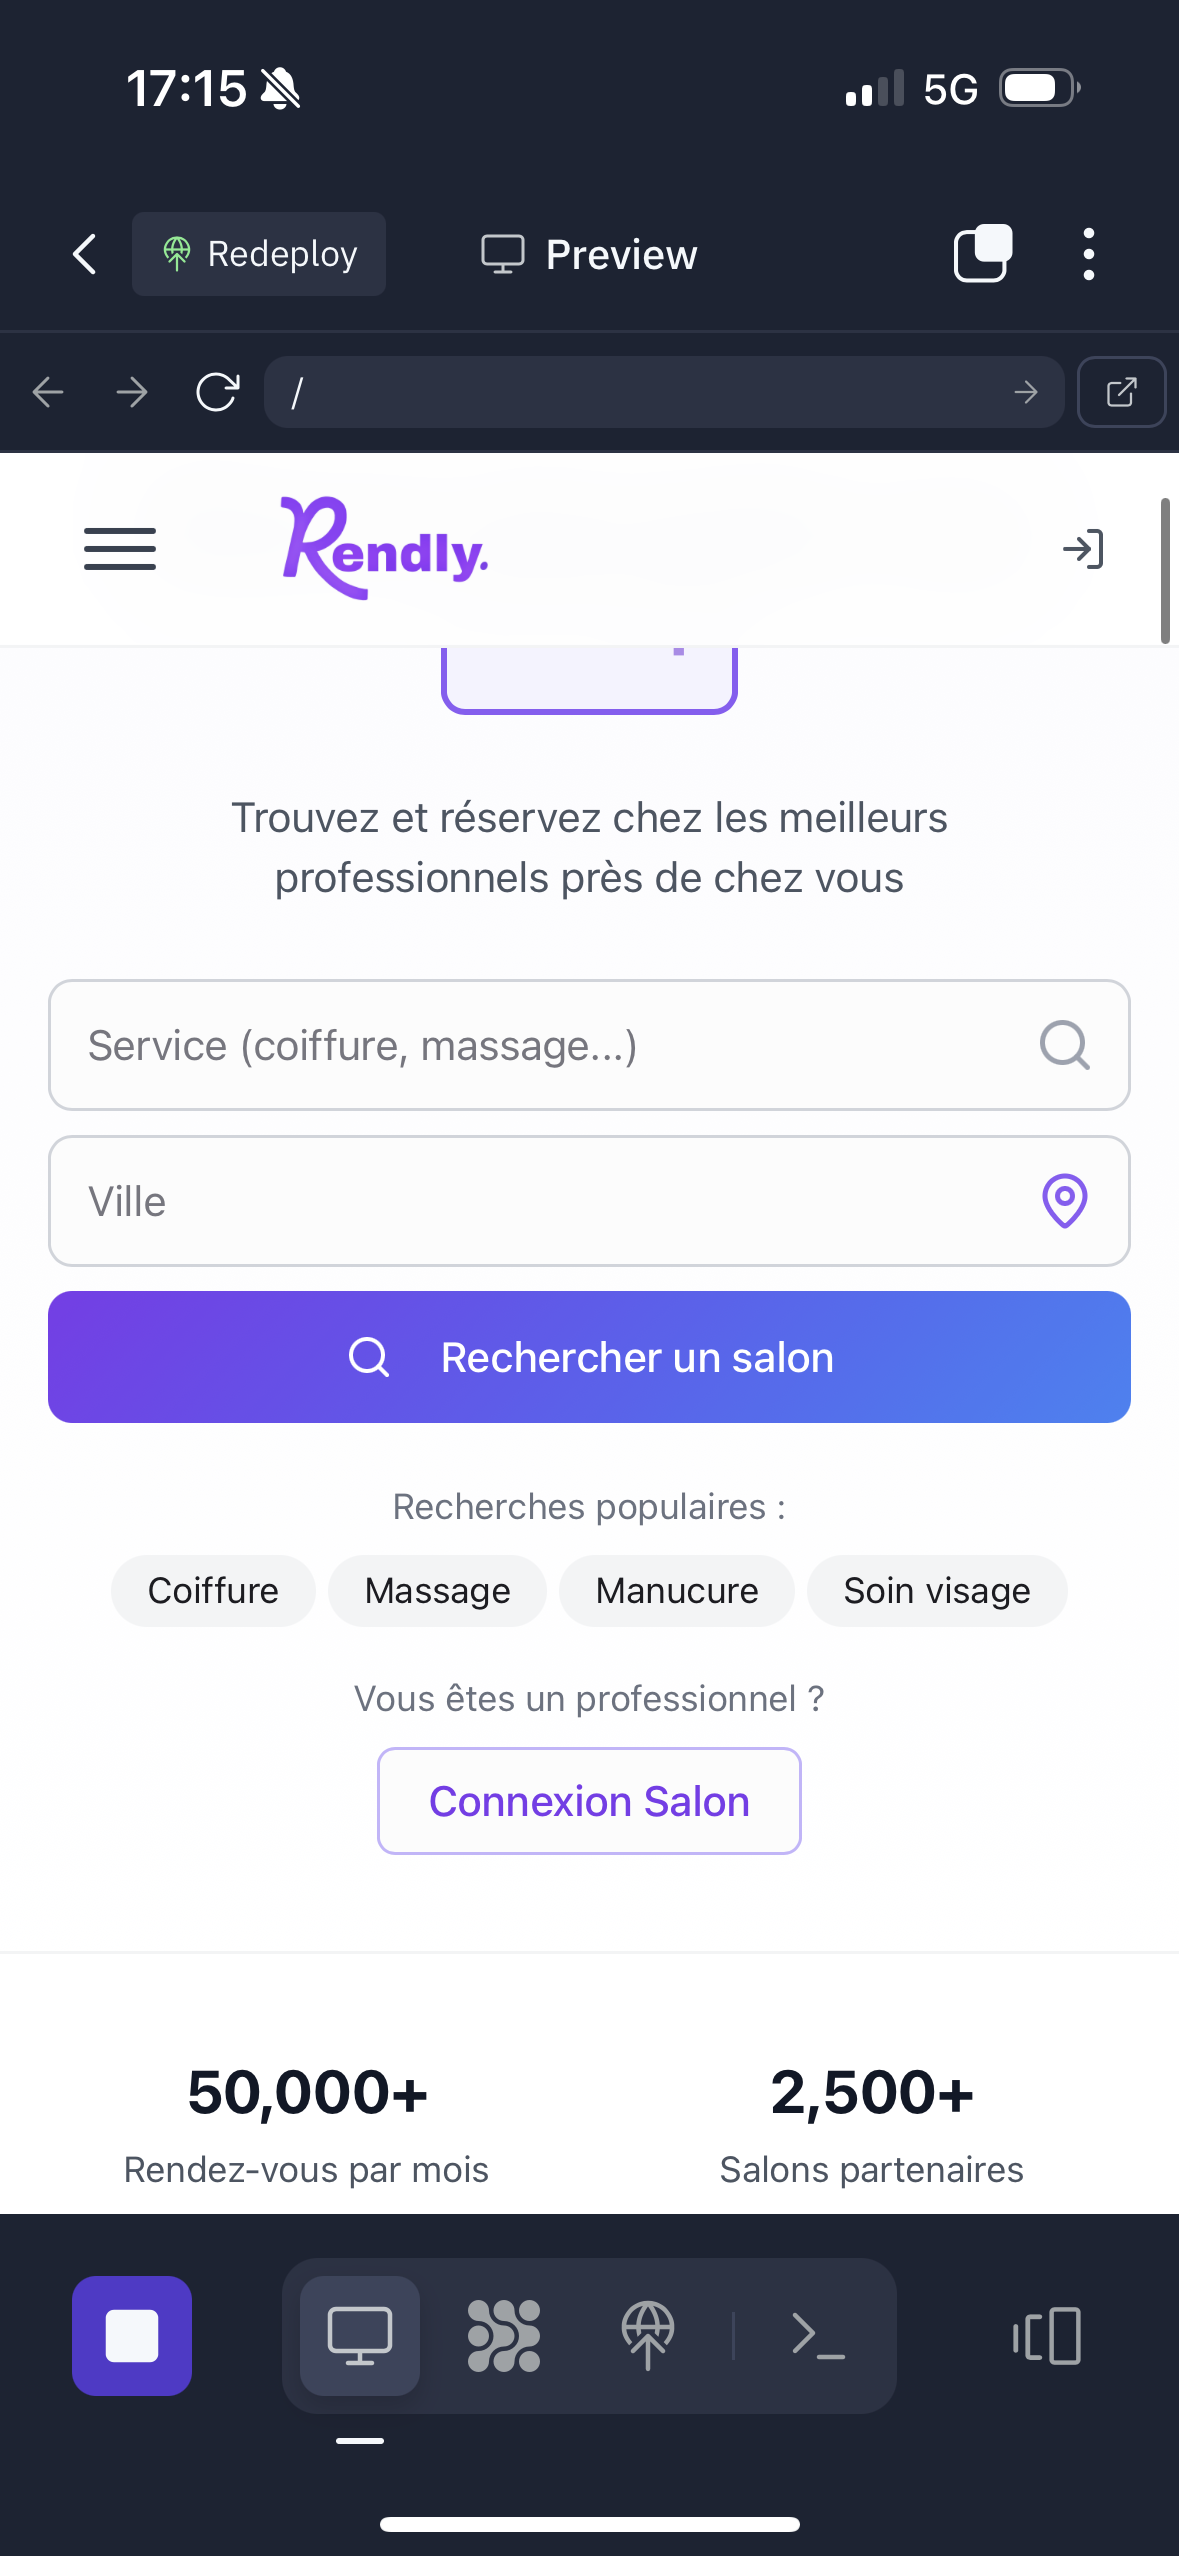 17:15
5G
Redeploy
Preview
/
Rendly.
Trouvez et réservez chez les meilleurs
professionnels près de chez vous
Service (coiffure, massage...)
Ville
Rechercher un salon
Recherches populaires :
Coiffure
Massage
Manucure
Soin visage
Vous êtes un professionnel ?
Connexion Salon
50,000+
2,500+
Rendez-vous par mois
Salons partenaires